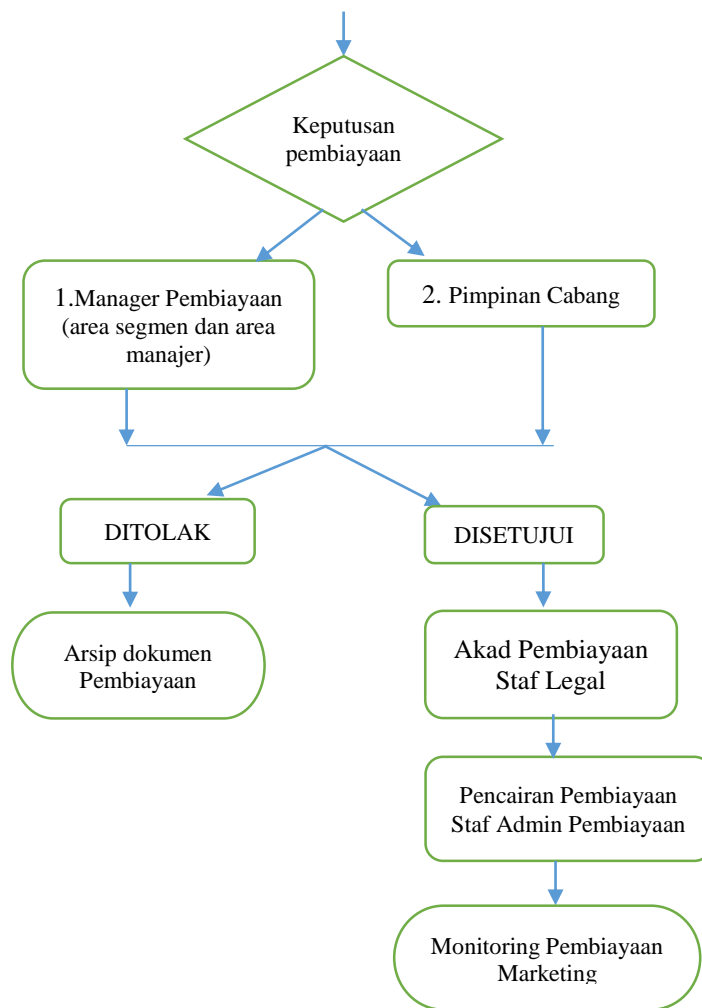 Keputusan
pembiayaan
1.Manager Pembiayaan
(area segmen dan area
manajer)
2. Pimpinan Cabang
DITOLAK
DISETUJUI
Arsip dokumen
Pembiayaan
Akad Pembiayaan
Staf Legal
Pencairan Pembiayaan
Staf Admin Pembiayaan
Monitoring Pembiayaan
Marketing